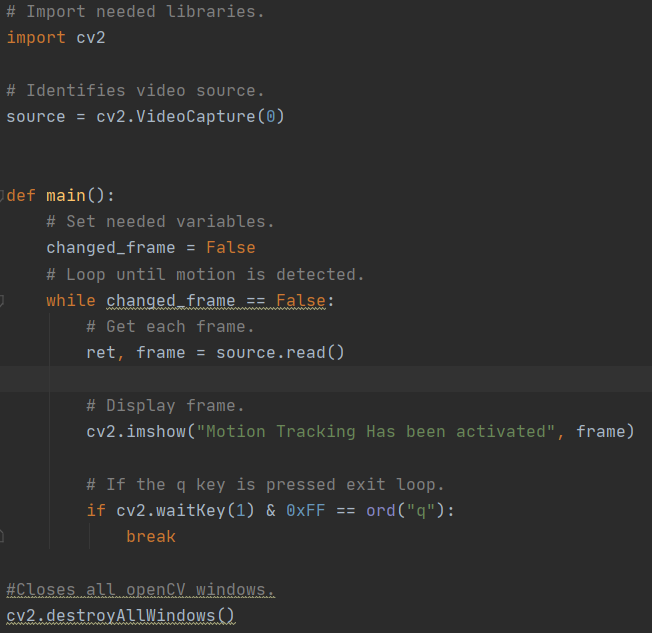 # Import needed libraries.
import cv2
# Identifies video source.
source = cv2.VideoCapture(0)
def main():
# Set needed variables.
changed_frame = False
# Loop until motion is detected.
while changed_frame == False:
# Get each frame.
ret, frame = source.read()
# Display frame.
cv2.imshow("Motion Tracking Has been activated", frame)
# If the q key is pressed exit loop.
if cv2.waitKey(1) & 0xFF == ord("q"):
break
#Closes all openCV windows.
cv2.destroyAllWindows()